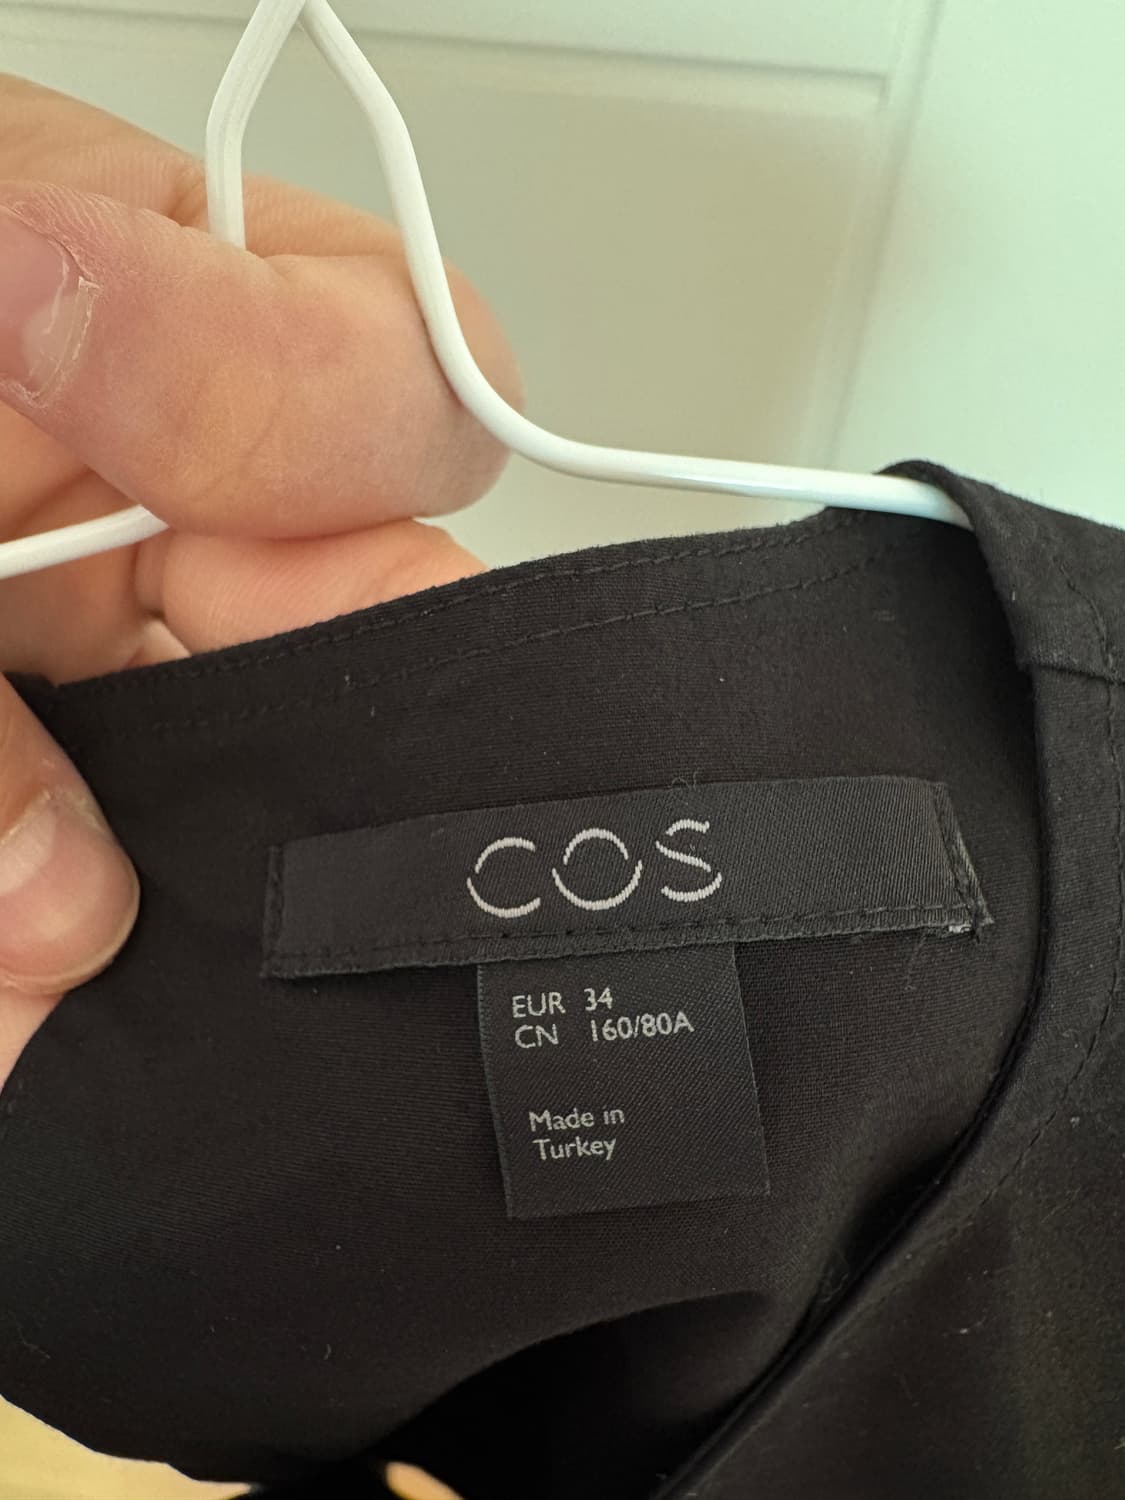 COS
EUR 34
CN 160/80A
Made in
Turkey